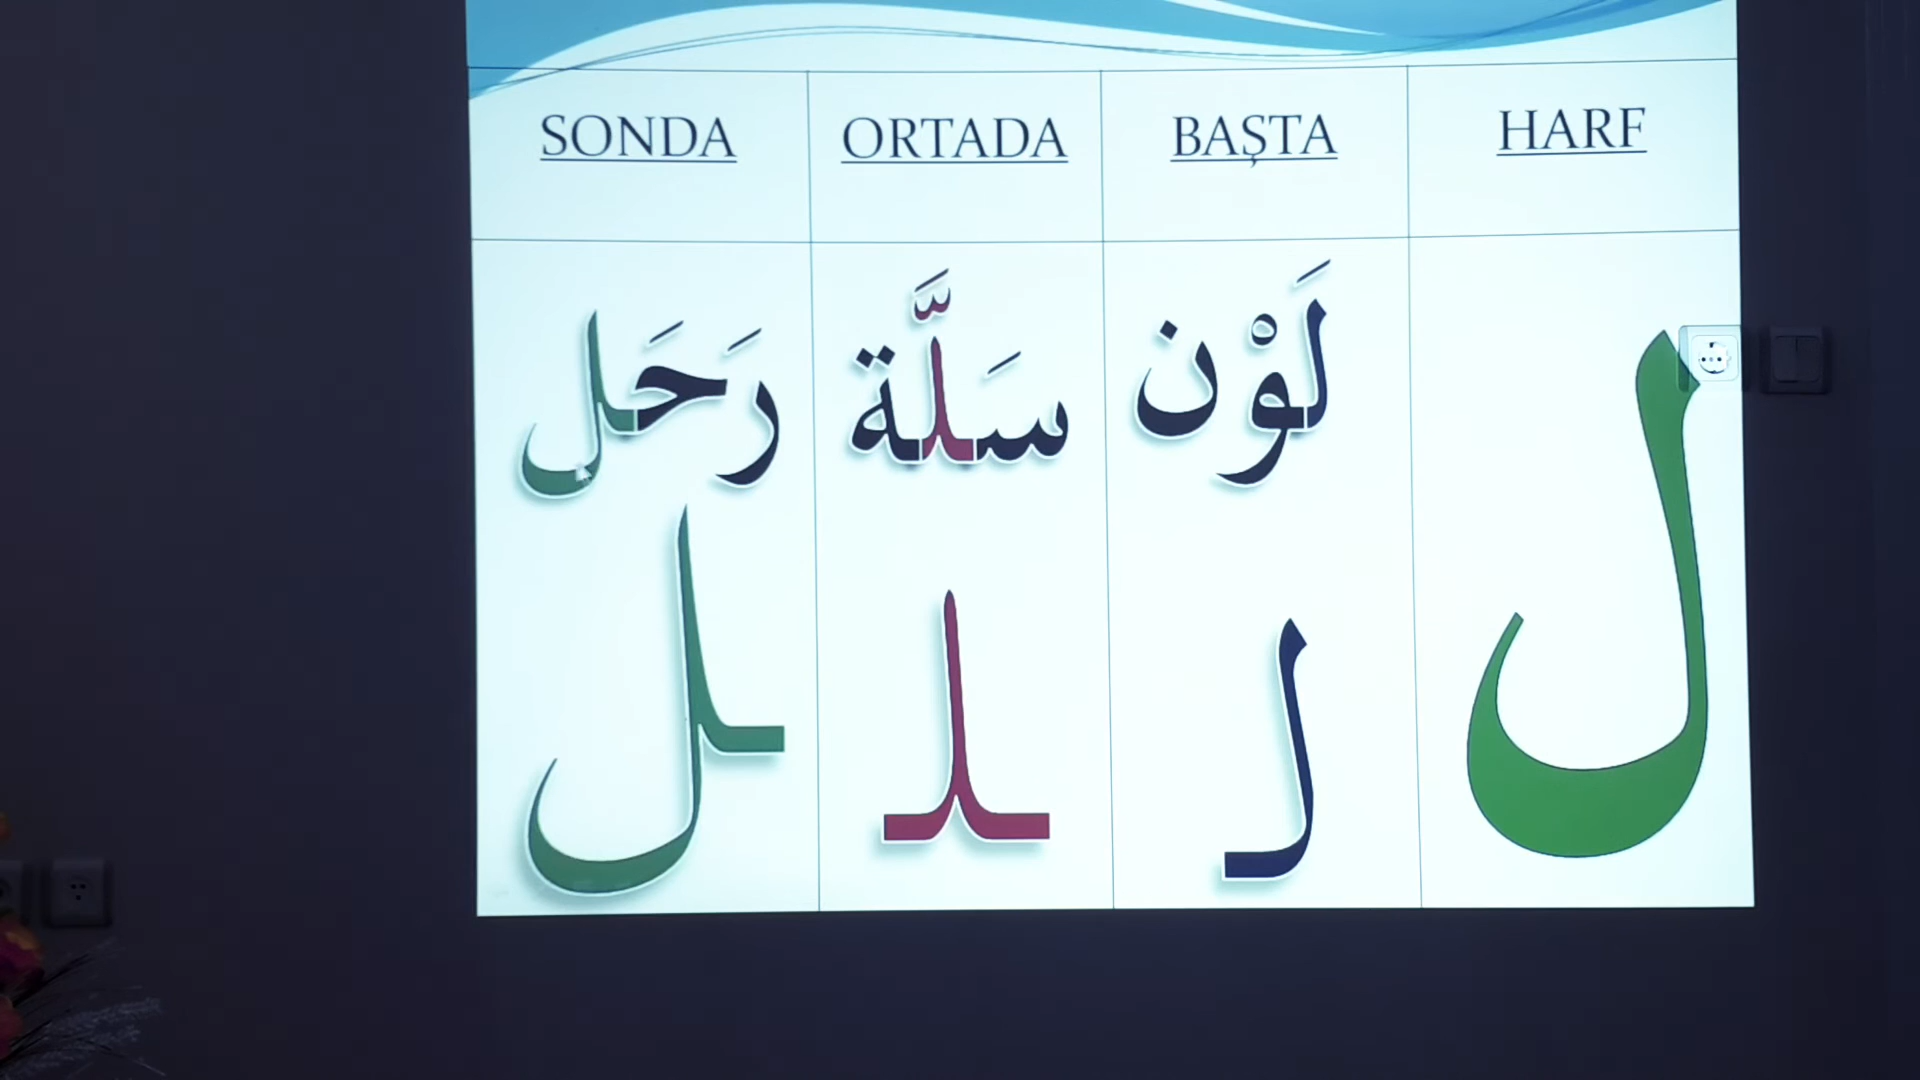 SONDA ORTADA BAŞTA HARF
رَحَل سَلَّة لَوْن ل
ـل ـلـ لـ